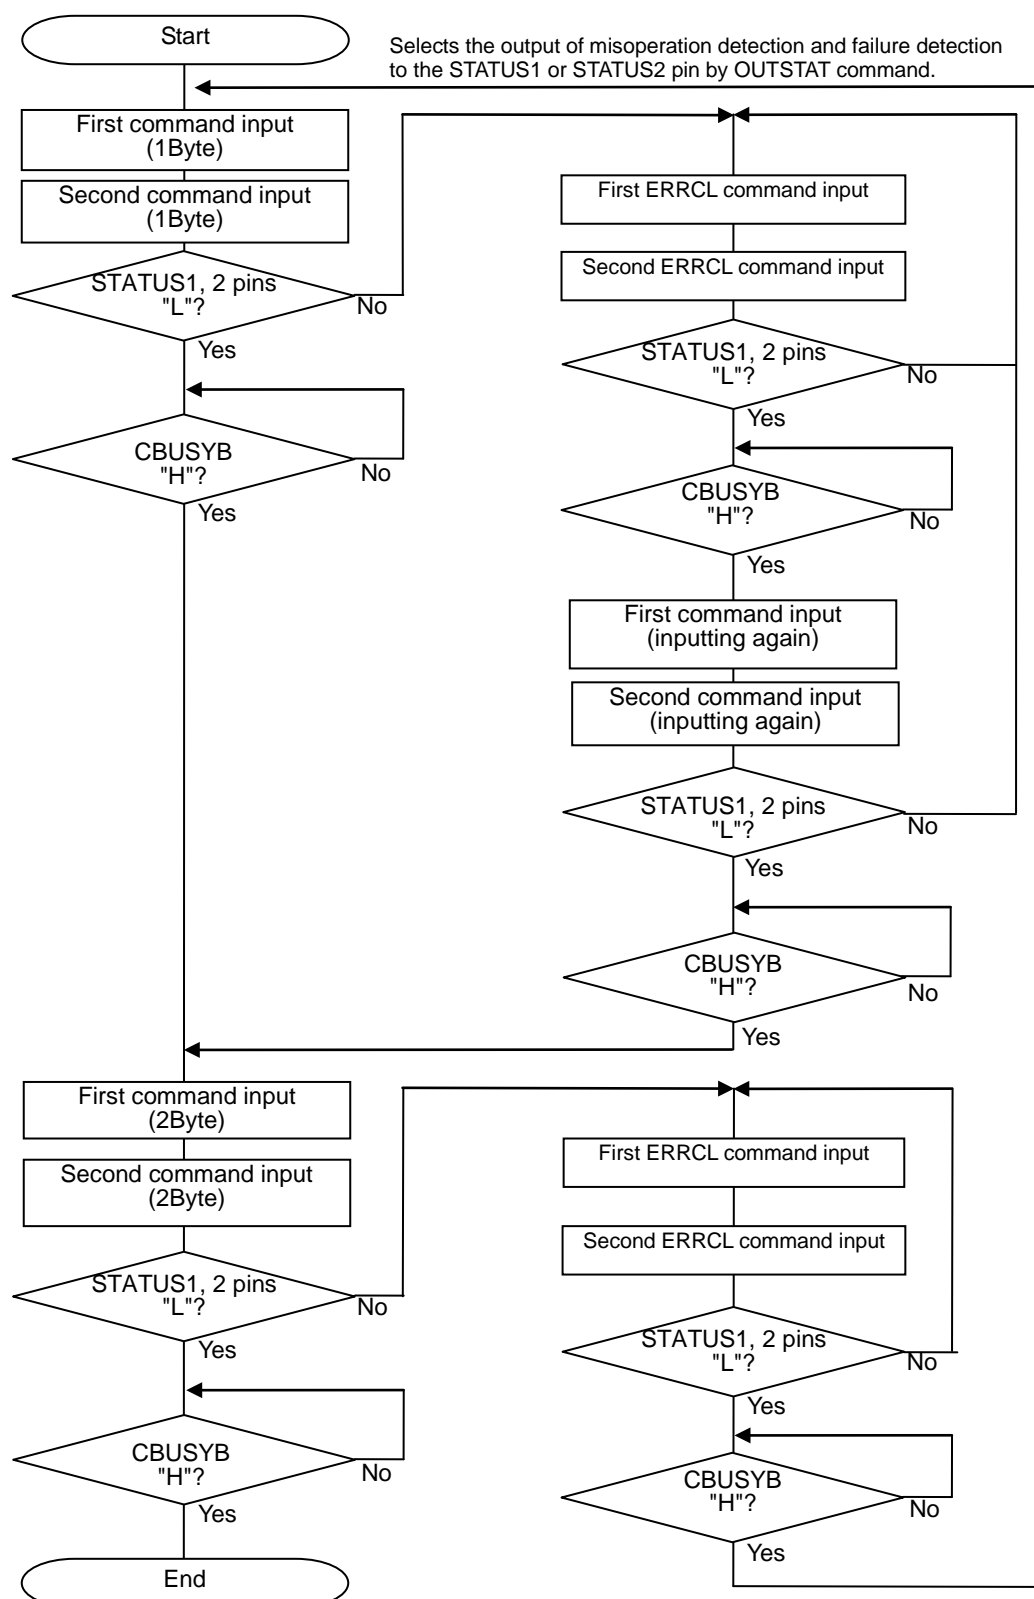 Start
Selects the output of misoperation detection and failure detection
to the STATUS1 or STATUS2 pin by OUTSTAT command.
First command input
(1Byte)
Second command input
(1Byte)
STATUS1, 2 pins
"L"?
No
Yes
CBUSYB
"H"?
No
Yes
First ERRCL command input
Second ERRCL command input
STATUS1, 2 pins
"L"?
No
Yes
CBUSYB
"H"?
No
Yes
First command input
(inputting again)
Second command input
(inputting again)
STATUS1, 2 pins
"L"?
No
Yes
CBUSYB
"H"?
No
Yes
First command input
(2Byte)
Second command input
(2Byte)
STATUS1, 2 pins
"L"?
No
Yes
CBUSYB
"H"?
No
Yes
End
First ERRCL command input
Second ERRCL command input
STATUS1, 2 pins
"L"?
No
Yes
CBUSYB
"H"?
No
Yes